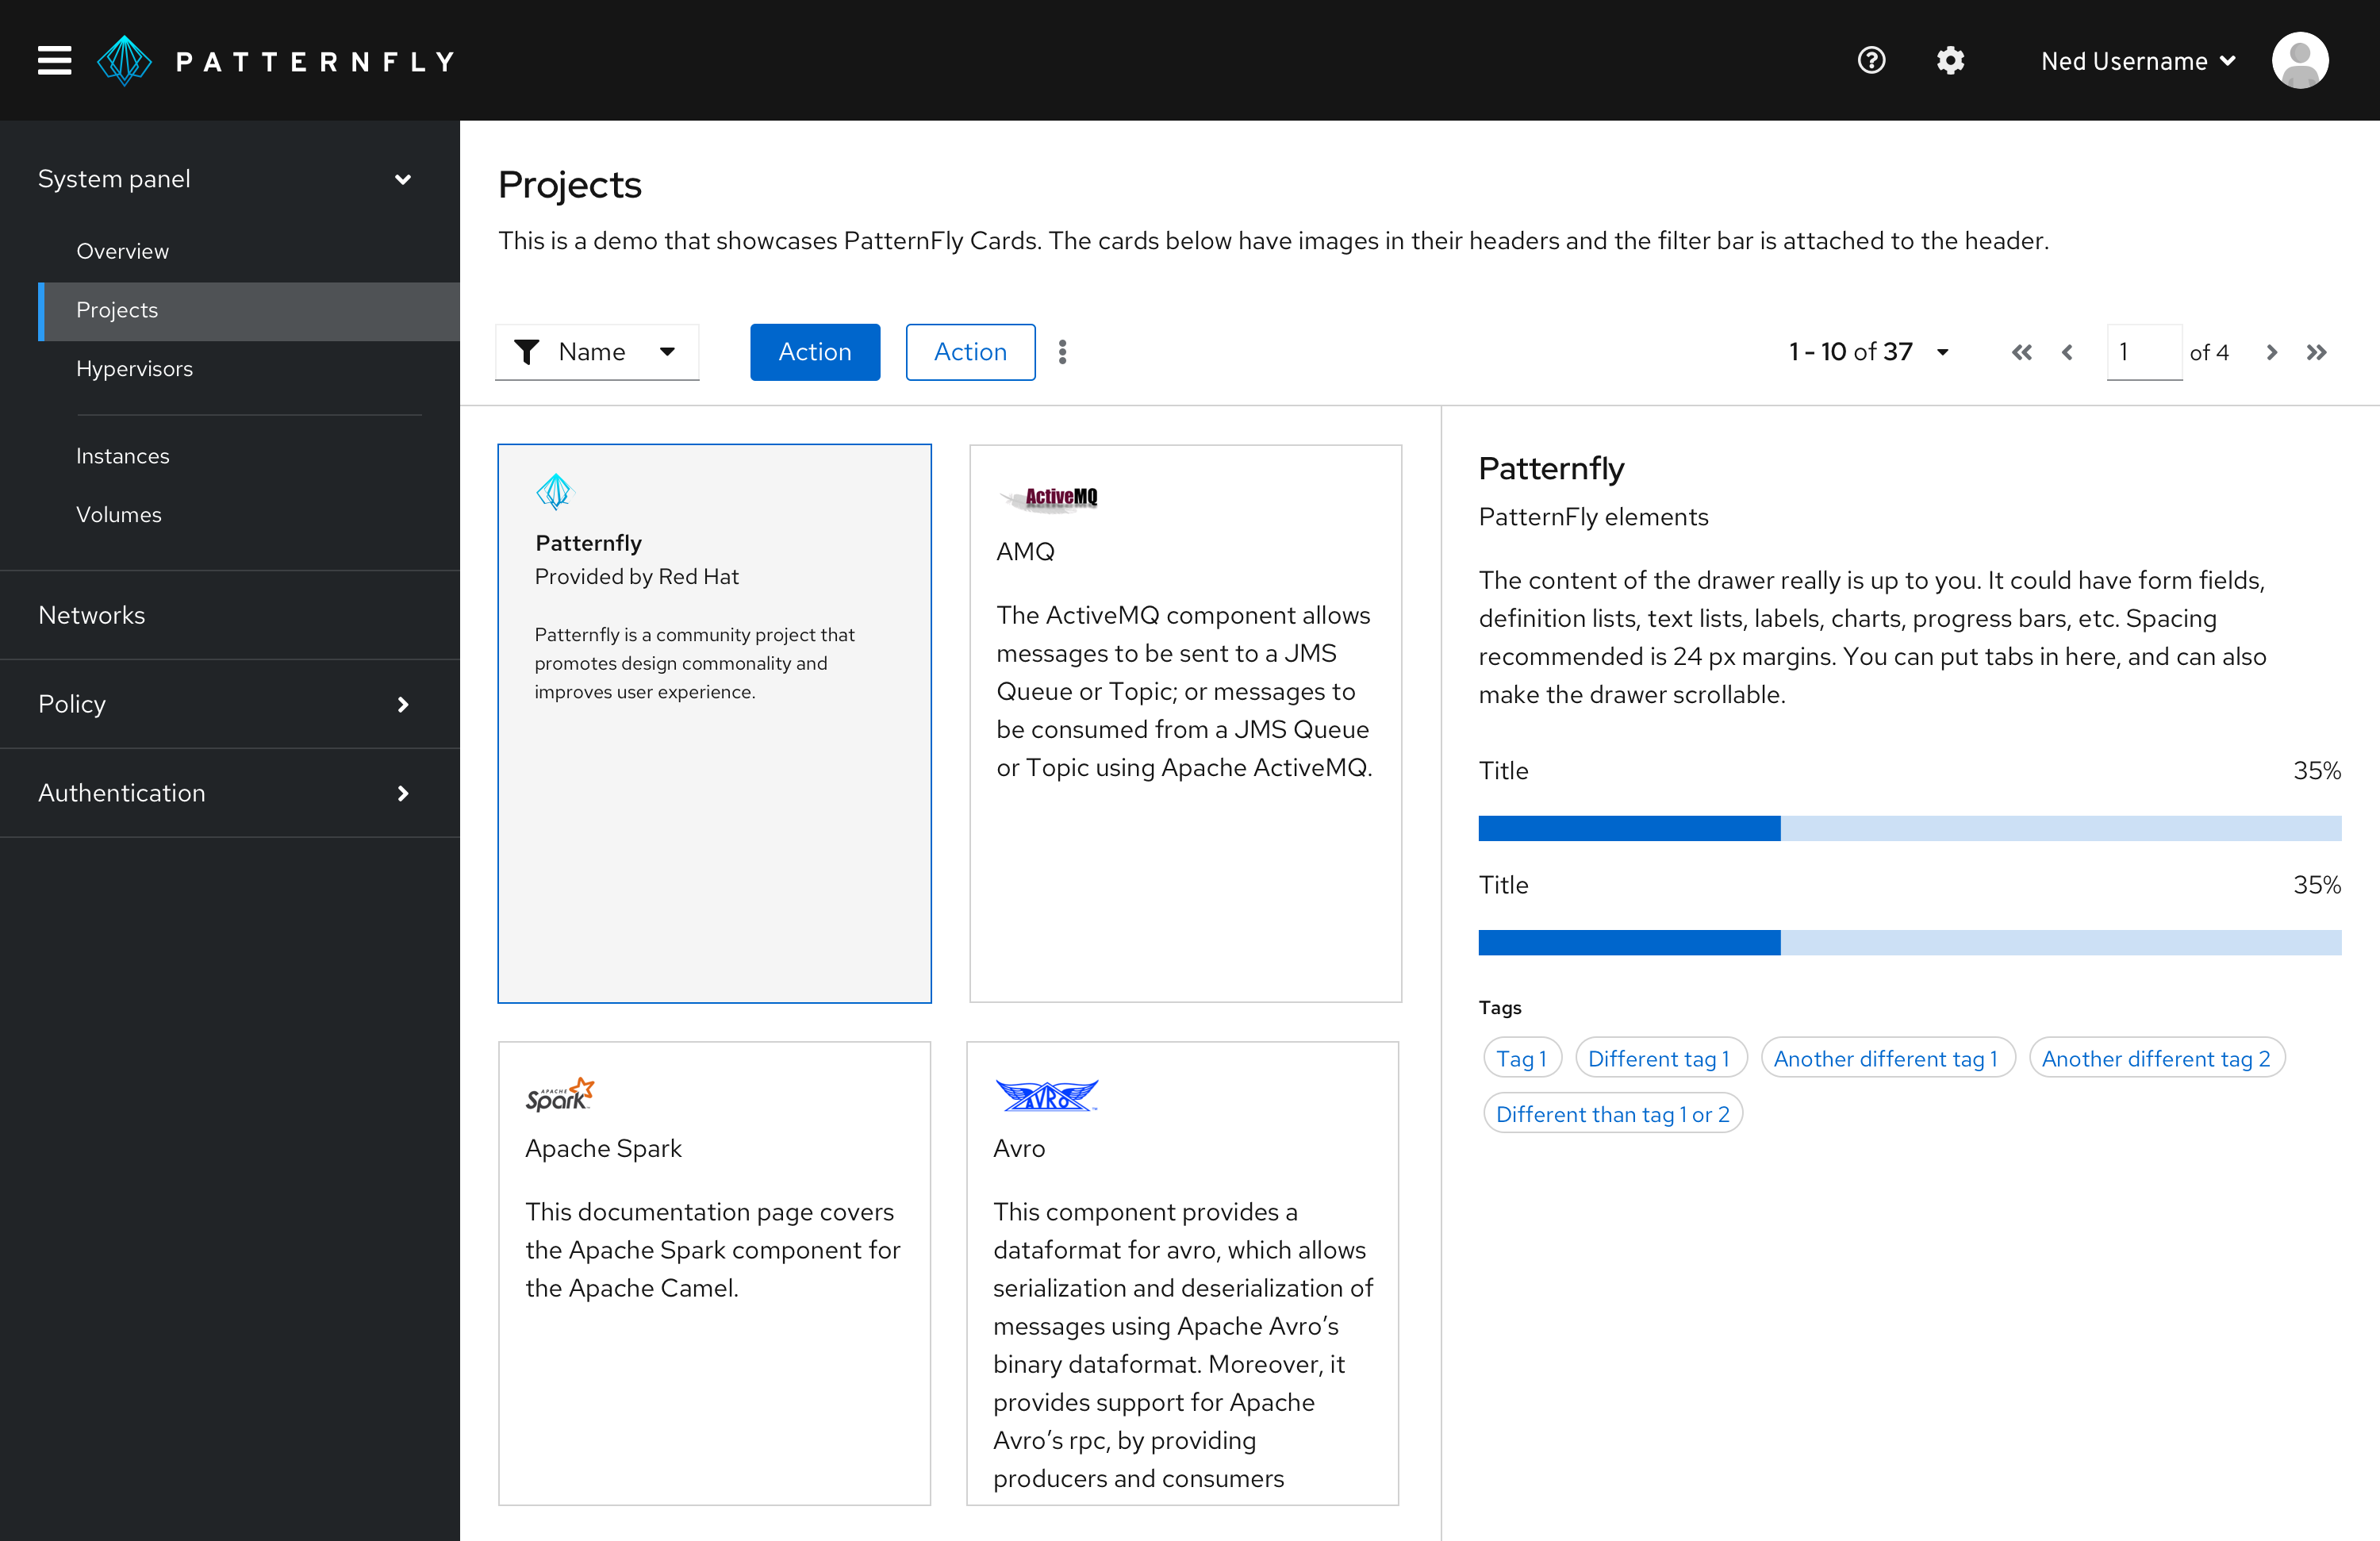 PATTERNFLY
Ned Username
System panel
Overview
Projects
Hypervisors
Instances
Volumes
Networks
Policy
Authentication
Projects
This is a demo that showcases PatternFly Cards. The cards below have images in their headers and the filter bar is attached to the header.
Name
Action
Action
1 - 10 of 37
1
of 4
Patternfly
Provided by Red Hat
Patternfly is a community project that
promotes design commonality and
improves user experience.
ActiveMQ
AMQ
The ActiveMQ component allows
messages to be sent to a JMS
Queue or Topic; or messages to
be consumed from a JMS Queue
or Topic using Apache ActiveMQ.
APACHE
Spark
Apache Spark
This documentation page covers
the Apache Spark component for
the Apache Camel.
AVRO
Avro
This component provides a
dataformat for avro, which allows
serialization and deserialization of
messages using Apache Avro’s
binary dataformat. Moreover, it
provides support for Apache
Avro’s rpc, by providing
producers and consumers
Patternfly
PatternFly elements
The content of the drawer really is up to you. It could have form fields,
definition lists, text lists, labels, charts, progress bars, etc. Spacing
recommended is 24 px margins. You can put tabs in here, and can also
make the drawer scrollable.
Title 35%
Title 35%
Tags
Tag 1 Different tag 1 Another different tag 1 Another different tag 2
Different than tag 1 or 2